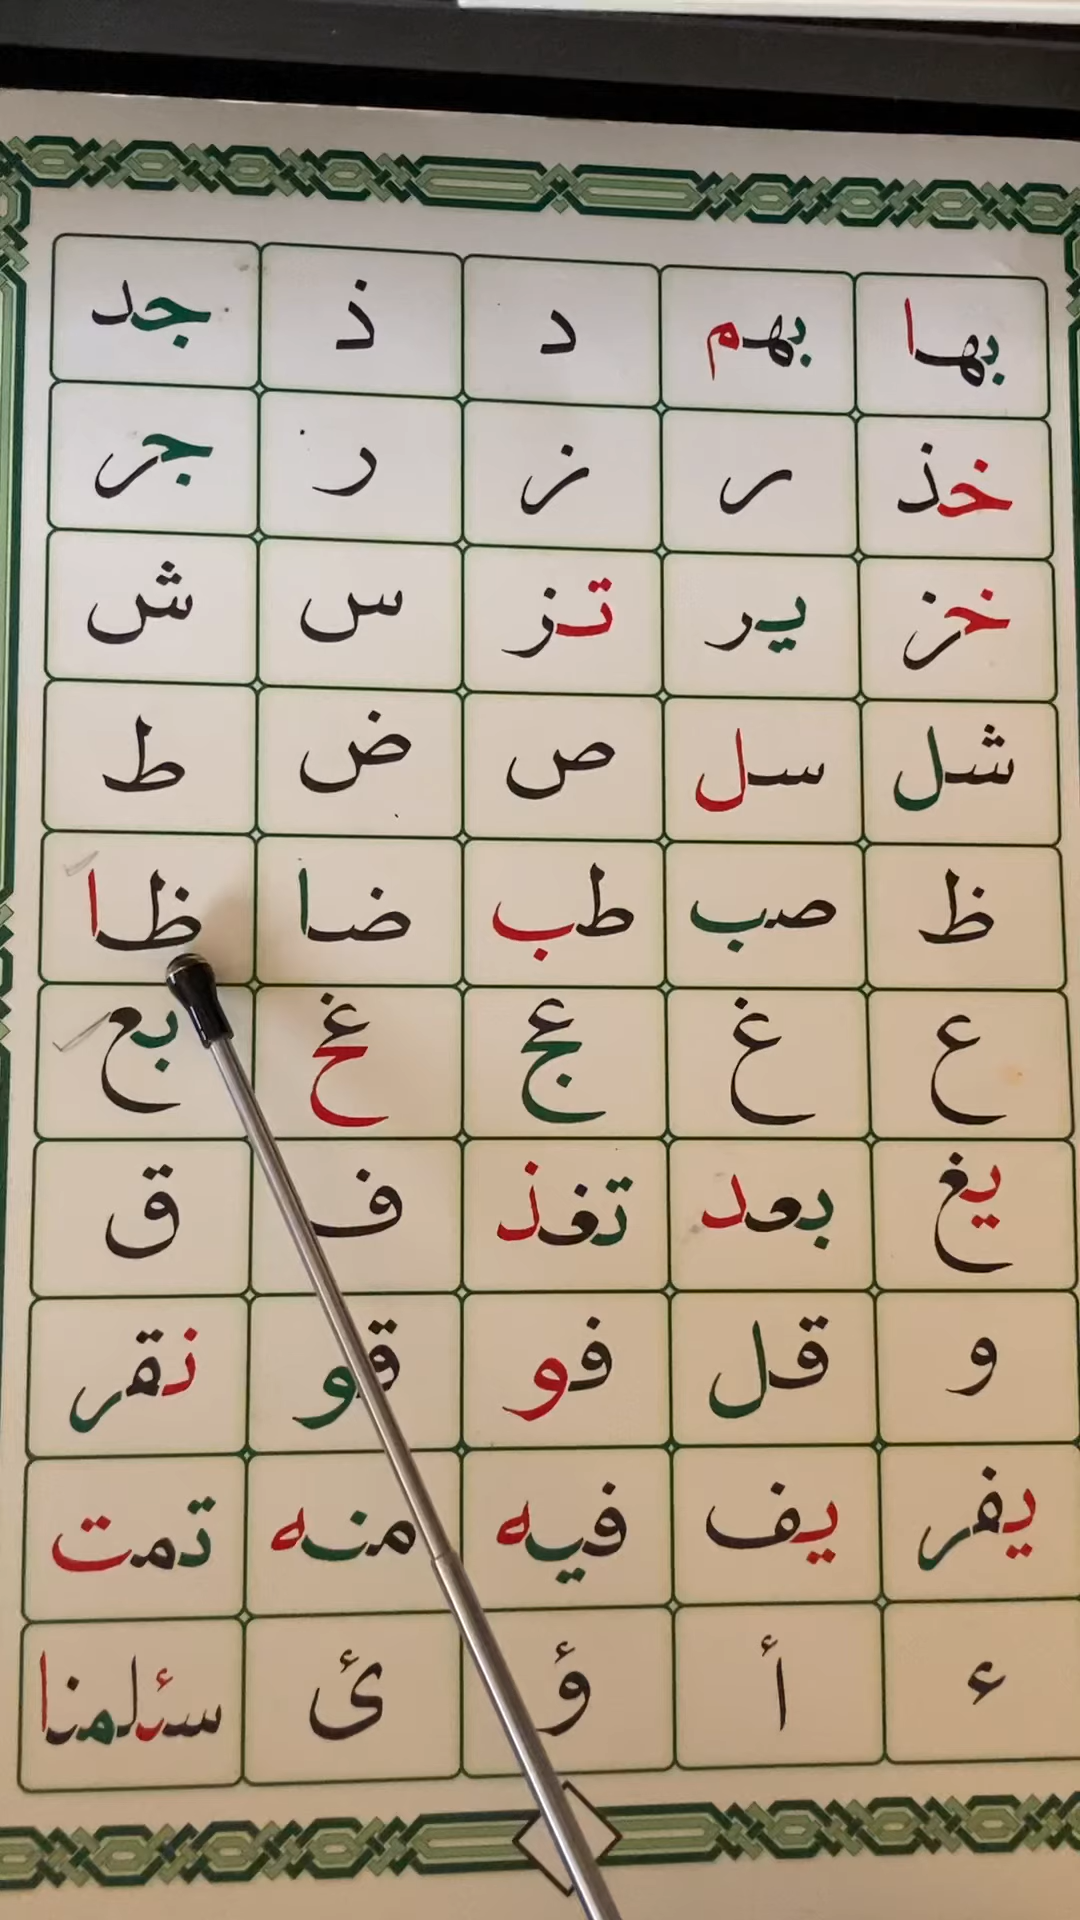 بها بهم د ذ جد
خذ ر ز ر جر
خز ير تز س ش
شل سل ص ض ط
ظ صب طب ضا ظا
ع غ عج غخ بع
يغ بعد تغذ ف ق
و قل فو قو نقر
يفر يف فيه منه تمت
ء أ ؤ ئ سئلمنا